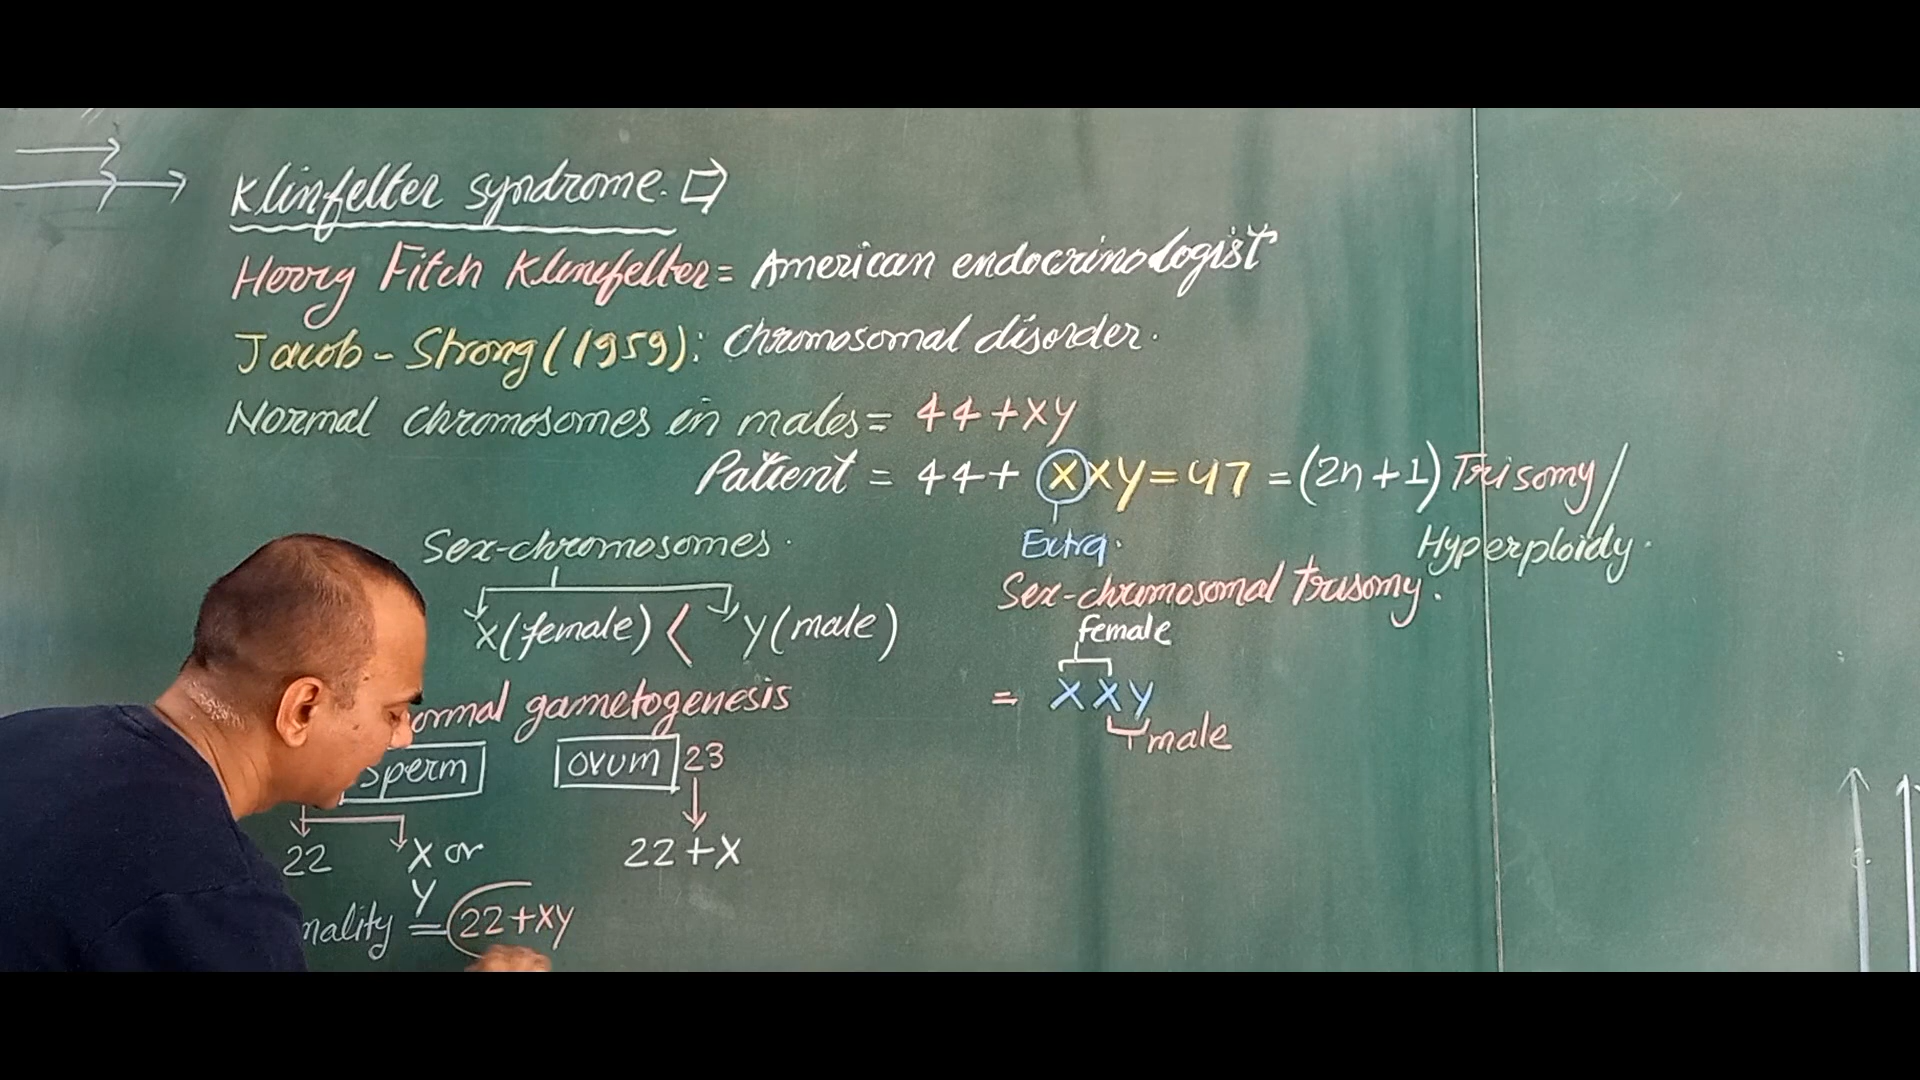 Klinfelter syndrome.
Herry Fitch Klinefelter = American endocrinologist
Jacob - Strong (1959): Chromosomal disorder.
Normal chromosomes in males = 44+XY
Patient = 44+ XXY = 47 = (2n+1) Trisomy/
Extra.
Hyperploidy.
Sex-chromosomes.
Sex-chromosomal trisomy.
X (female) < Y (male)
female
XXY
= male
ormal gametogenesis
sperm
ovum 23
22 X or
Y
22+X
nality = 22+XY